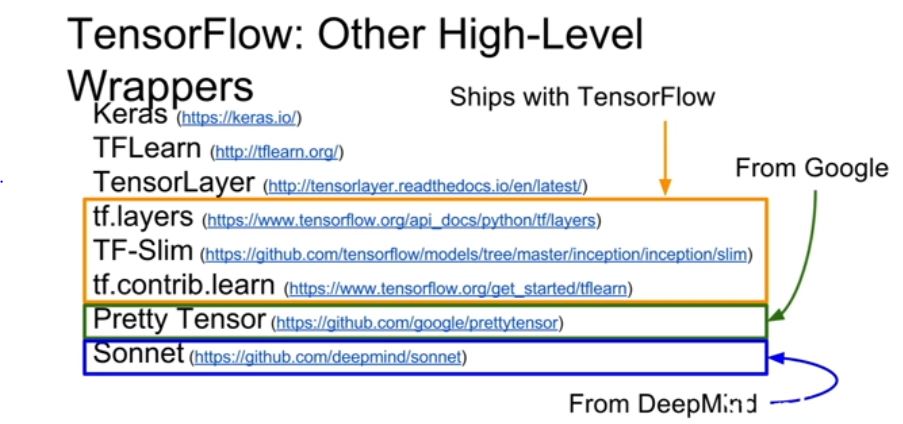 TensorFlow: Other High-Level
Wrappers
Ships with TensorFlow
Keras (https://keras.io/)
TFLearn (http://tflearn.org/)
From Google
TensorLayer (http://tensorlayer.readthedocs.io/en/latest/)
tf.layers (https://www.tensorflow.org/api_docs/python/tf/layers)
TF-Slim (https://github.com/tensorflow/models/tree/master/inception/inception/slim)
tf.contrib.learn (https://www.tensorflow.org/get_started/tflearn)
Pretty Tensor (https://github.com/google/prettytensor)
Sonnet (https://github.com/deepmind/sonnet)
From DeepMind